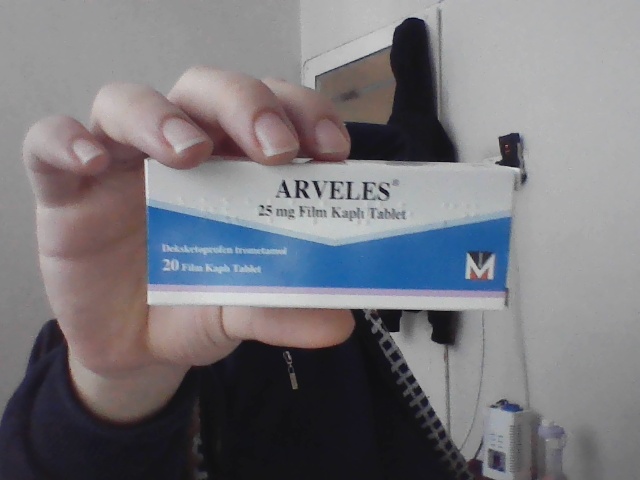 ARVELES®
25 mg Film Kaplı Tablet
Deksketoprofen trometamol
20 Film Kaplı Tablet
M